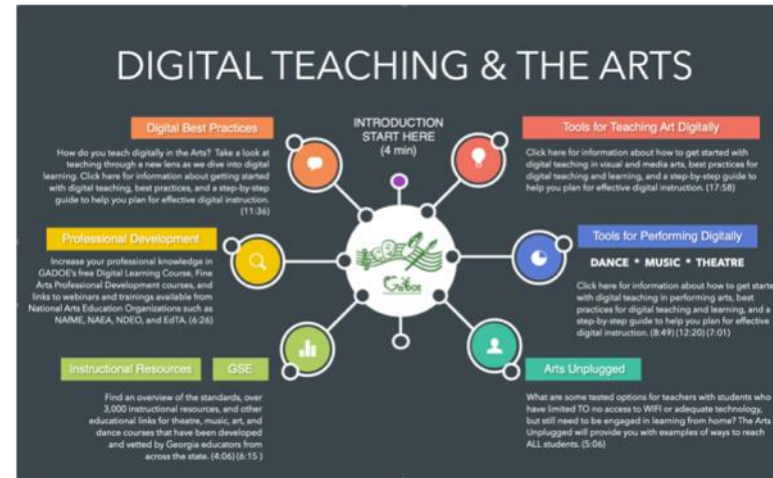 DIGITAL TEACHING & THE ARTS
INTRODUCTION
START HERE
(4 min)
Digital Best Practices
How do you teach digitally in the Arts? Take a look at
teaching through a new lens as we dive into digital
learning. Click here for information about getting started
with digital teaching, best practices, and a step-by-step
guide to help you plan for effective digital instruction.
(11:36)
Professional Development
Increase your professional knowledge in
GADOE's free Digital Learning Course, Fine
Arts Professional Development courses, and
links to webinars and trainings available from
National Arts Education Organizations such as
NAfME, NAEA, NDEO, and EdTA. (6:26)
Instructional Resources
GSE
Find an overview of the standards, over
3,000 instructional resources, and other
educational links for theatre, music, art, and
dance courses that have been developed
and vetted by Georgia educators from
across the state. (4:06) (6:15 )
GaDOE
Tools for Teaching Art Digitally
Click here for information about how to get started with
digital teaching in visual and media arts, best practices for
digital teaching and learning, and a step-by-step guide to
help you plan for effective digital instruction. (17:58)
Tools for Performing Digitally
DANCE * MUSIC * THEATRE
Click here for information about how to get starte
with digital teaching in performing arts, best
practices for digital teaching and learning, and a
step-by-step guide to help you plan for effective
digital instruction. (8:49) (12:20) (7:01)
Arts Unplugged
What are some tested options for teachers with students who
have limited TO no access to WIFI or adequate technology,
but still need to be engaged in learning from home? The Arts
Unplugged will provide you with examples of ways to reach
ALL students. (5:06)